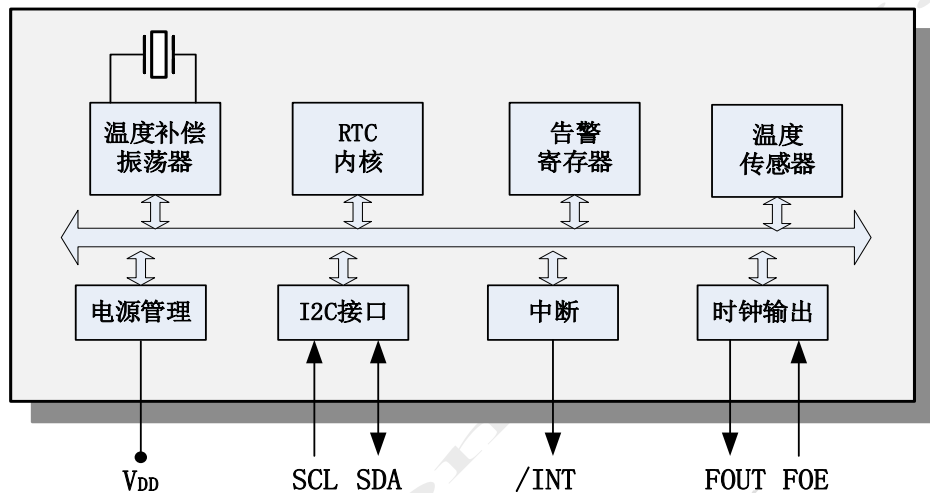 温度补偿
振荡器
RTC
内核
告警
寄存器
温度
传感器
电源管理
I2C接口
中断
时钟输出
VDD
SCL SDA
/INT
FOUT FOE